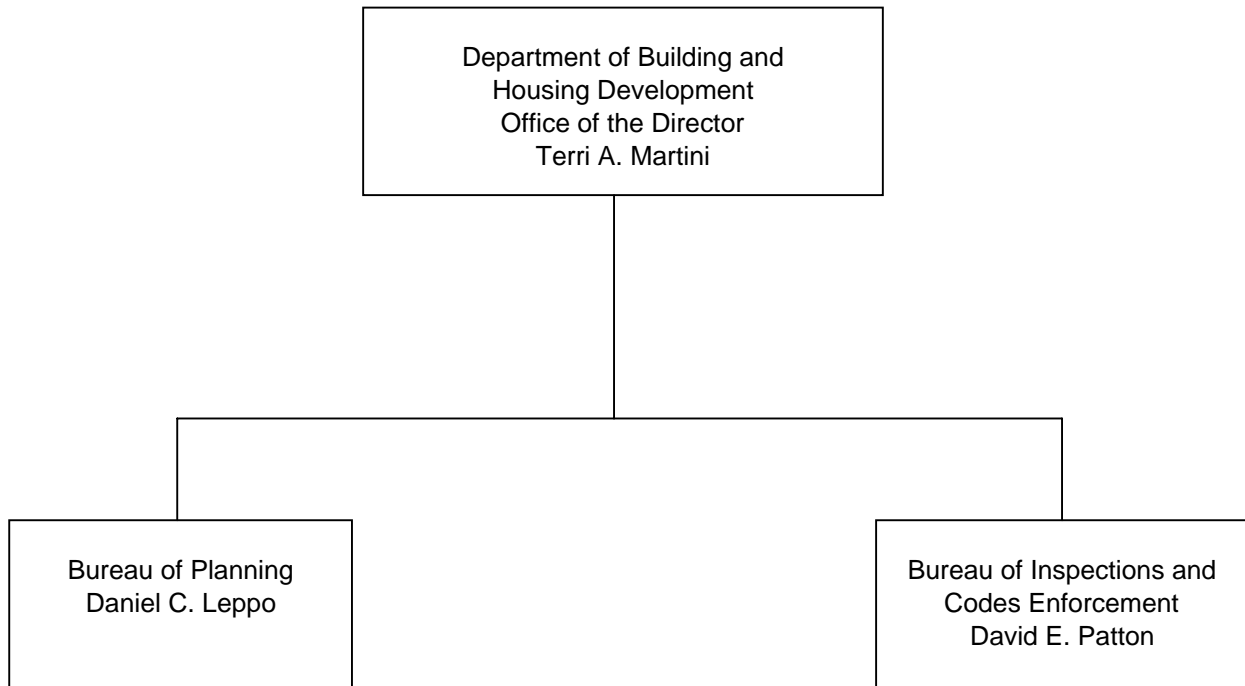 Department of Building and
Housing Development
Office of the Director
Terri A. Martini
Bureau of Planning
Daniel C. Leppo
Bureau of Inspections and
Codes Enforcement
David E. Patton